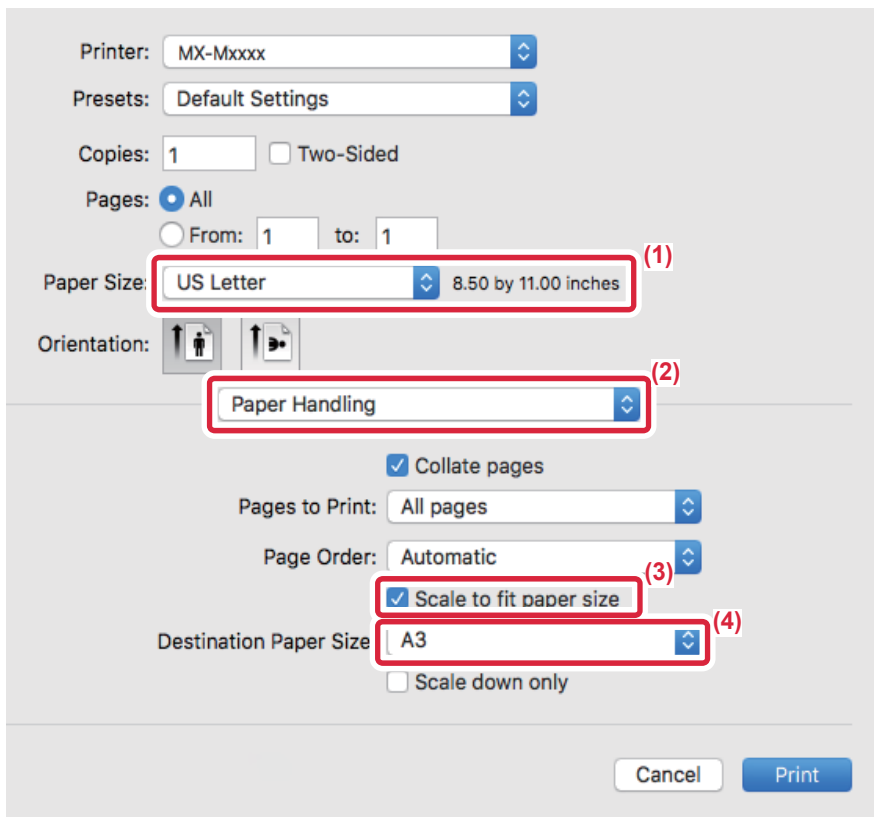 Printer: MX-Mxxxx
Presets: Default Settings
Copies: 1 Two-Sided
Pages: All
From: 1 to: 1
(1)
Paper Size: US Letter 8.50 by 11.00 inches
Orientation:
(2)
Paper Handling
Collate pages
Pages to Print: All pages
Page Order: Automatic
(3)
Scale to fit paper size
(4)
Destination Paper Size A3
Scale down only
Cancel Print